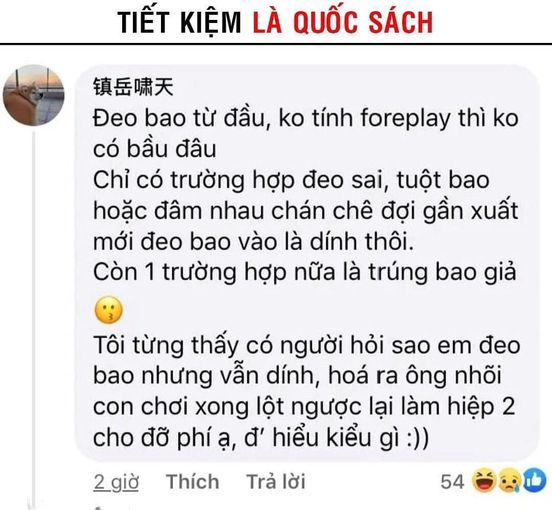 TIẾT KIỆM LÀ QUỐC SÁCH
镇岳啸天
Đeo bao từ đầu, ko tính foreplay thì ko
có bầu đâu
Chỉ có trường hợp đeo sai, tuột bao
hoặc đâm nhau chán chê đợi gần xuất
mới đeo bao vào là dính thôi.
Còn 1 trường hợp nữa là trúng bao giả
😗
Tôi từng thấy có người hỏi sao em đeo
bao nhưng vẫn dính, hoá ra ông nhõi
con chơi xong lột ngược lại làm hiệp 2
cho đỡ phí ạ, đ’ hiểu kiểu gì :))
2 giờ Thích Trả lời 54